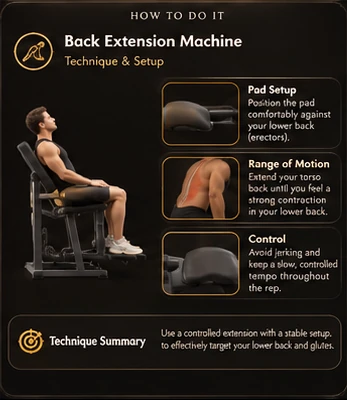 HOW TO DO IT
Back Extension Machine
Technique & Setup
Pad Setup
Position the pad
comfortably against
your lower back
(erectors).
Range of Motion
Extend your torso
back until you feel a
strong contraction
in your lower back.
Control
Avoid jerking and
keep a slow, controlled
tempo throughout
the rep.
Technique Summary
Use a controlled extension with a stable setup,
to effectively target your lower back and glutes.